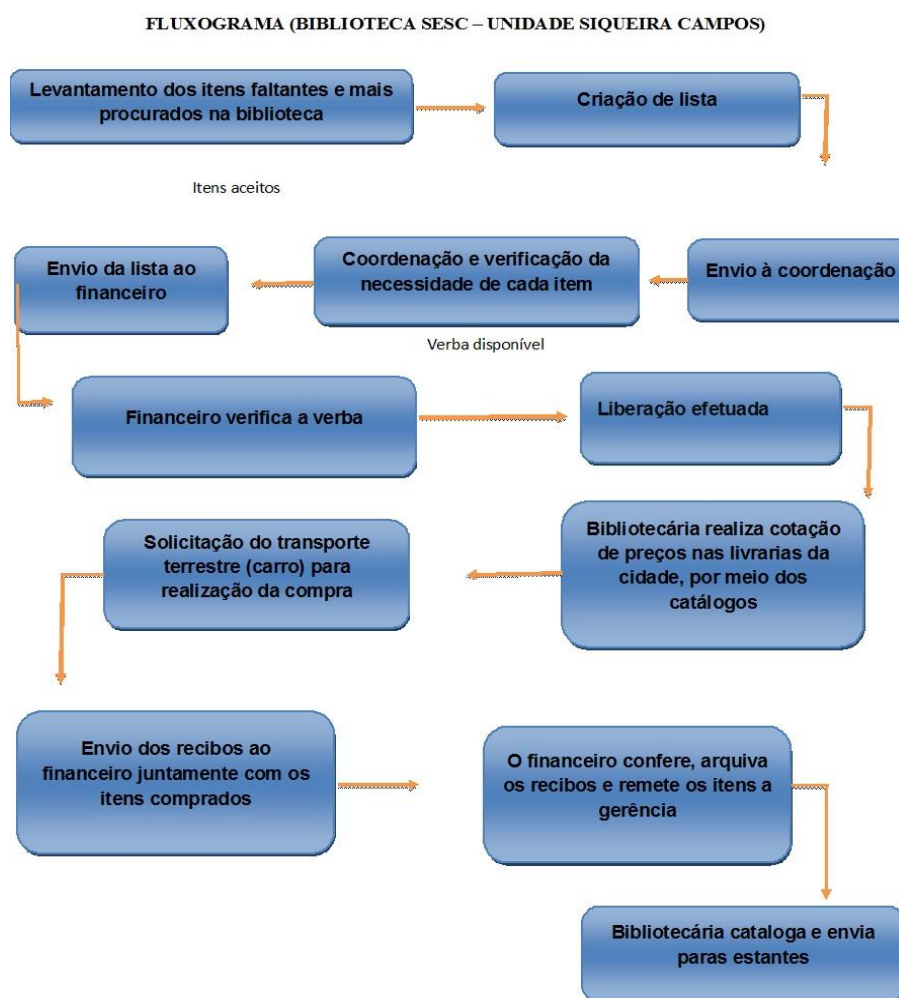 FLUXOGRAMA (BIBLIOTECA SESC – UNIDADE SIQUEIRA CAMPOS)
Levantamento dos itens faltantes e mais
procurados na biblioteca
Criação de lista
Itens aceitos
Envio da lista ao
financeiro
Coordenação e verificação da
necessidade de cada item
Envio à coordenação
Verba disponível
Financeiro verifica a verba
Liberação efetuada
Bibliotecária realiza cotação
de preços nas livrarias da
cidade, por meio dos
catálogos
Solicitação do transporte
terrestre (carro) para
realização da compra
Envio dos recibos ao
financeiro juntamente com os
itens comprados
O financeiro confere, arquiva
os recibos e remete os itens a
gerência
Bibliotecária cataloga e envia
paras estantes